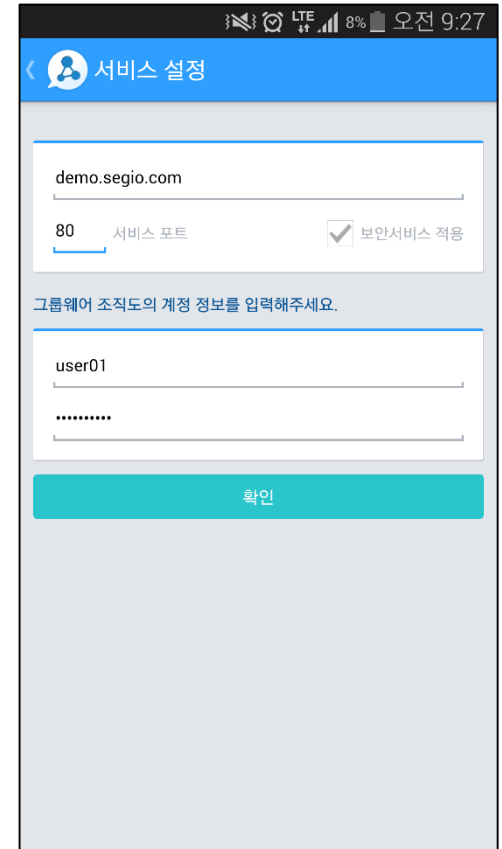 LTE 8% 오전 9:27
서비스 설정
demo.segio.com
80 서비스 포트 보안서비스 적용
그룹웨어 조직도의 계정 정보를 입력해주세요.
user01
••••••••••
확인